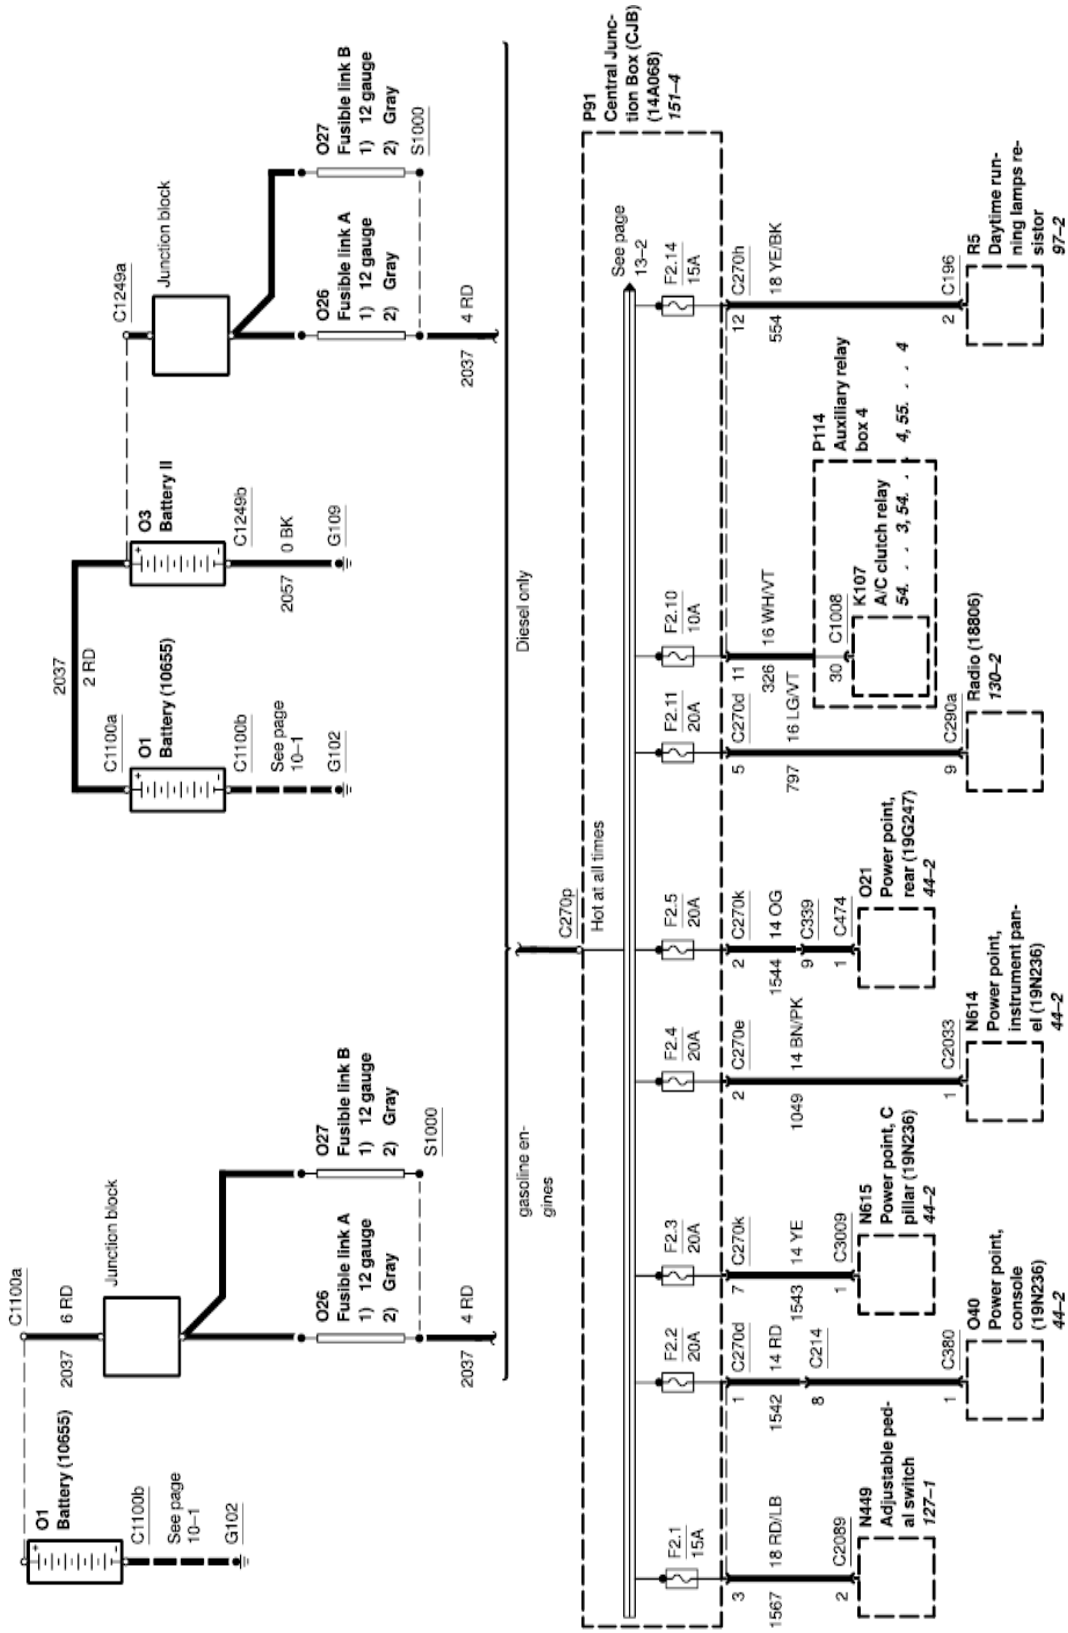 O1
Battery (10655)
C1100b
See page
10–1
G102
C1100a
6 RD
2037
Junction block
O26
Fusible link A
1) 12 gauge
2) Gray
O27
Fusible link B
1) 12 gauge
2) Gray
S1000
4 RD
2037
gasoline en-
gines
2037
2 RD
C1100a
O1
Battery (10655)
C1100b
See page
10–1
G102
O3
Battery II
C1249b
0 BK
2057
G109
C1249a
Junction block
O26
Fusible link A
1) 12 gauge
2) Gray
O27
Fusible link B
1) 12 gauge
2) Gray
S1000
4 RD
2037
Diesel only
C270p
Hot at all times
P91
Central Junc-
tion Box (CJB)
(14A068)
151–4
See page
13–2
F2.1
15A
3
18 RD/LB
1567
C2089
2
N449
Adjustable ped-
al switch
127–1
F2.2
20A
C270d
1
14 RD
1542
C214
8
C380
1
O40
Power point,
console
(19N236)
44–2
F2.3
20A
C270k
7
14 YE
1543
C3009
1
N615
Power point, C
pillar (19N236)
44–2
F2.4
20A
C270e
2
14 BN/PK
1049
C2033
1
N614
Power point,
instrument pan-
el (19N236)
44–2
F2.5
20A
C270k
2
14 OG
1544
C339
9
C474
1
O21
Power point,
rear (19G247)
44–2
F2.11
20A
C270d
5
16 LG/VT
797
C290a
9
Radio (18806)
130–2
F2.10
10A
11
16 WH/VT
326
C1008
30
K107
A/C clutch relay
54. . . 3, 54. . . 4, 55. . . 4
P114
Auxiliary relay
box 4
F2.14
15A
C270h
12
18 YE/BK
554
C196
2
R5
Daytime run-
ning lamps re-
sistor
97–2